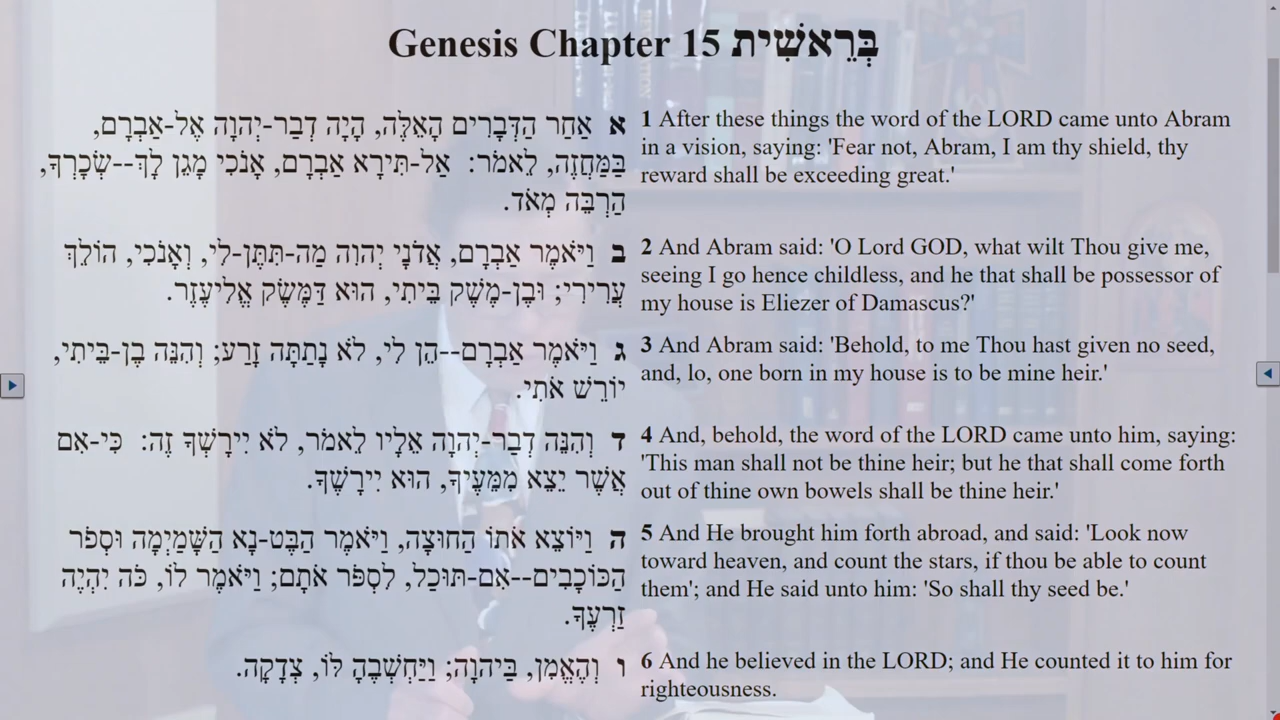 Genesis Chapter 15 בְּרֵאשִׁית
א אַחַר הַדְּבָרִים הָאֵלֶּה, הָיָה דְבַר-יְהוָה אֶל-אַבְרָם,
בַּמַּחֲזֶה, לֵאמֹר: אַל-תִּירָא אַבְרָם, אָנֹכִי מָגֵן לָךְ--שְׂכָרְךָ,
הַרְבֵּה מְאֹד.
1 After these things the word of the LORD came unto Abram
in a vision, saying: 'Fear not, Abram, I am thy shield, thy
reward shall be exceeding great.'
ב וַיֹּאמֶר אַבְרָם, אֲדֹנָי יְהוִה מַה-תִּתֶּן-לִי, וְאָנֹכִי, הוֹלֵךְ
עֲרִירִי; וּבֶן-מֶשֶׁק בֵּיתִי, הוּא דַּמֶּשֶׂק אֱלִיעֶזֶר.
2 And Abram said: 'O Lord GOD, what wilt Thou give me,
seeing I go hence childless, and he that shall be possessor of
my house is Eliezer of Damascus?'
ג וַיֹּאמֶר אַבְרָם--הֵן לִי, לֹא נָתַתָּה זָרַע; וְהִנֵּה בֶן-בֵּיתִי,
יוֹרֵשׁ אֹתִי.
3 And Abram said: 'Behold, to me Thou hast given no seed,
and, lo, one born in my house is to be mine heir.'
ד וְהִנֵּה דְבַר-יְהוָה אֵלָיו לֵאמֹר, לֹא יִירָשְׁךָ זֶה: כִּי-אִם
אֲשֶׁר יֵצֵא מִמֵּעֶיךָ, הוּא יִירָשֶׁךָ.
4 And, behold, the word of the LORD came unto him, saying:
'This man shall not be thine heir; but he that shall come forth
out of thine own bowels shall be thine heir.'
ה וַיּוֹצֵא אֹתוֹ הַחוּצָה, וַיֹּאמֶר הַבֶּט-נָא הַשָּׁמַיְמָה וּסְפֹר
הַכּוֹכָבִים--אִם-תּוּכַל, לִסְפֹּר אֹתָם; וַיֹּאמֶר לוֹ, כֹּה יִהְיֶה
זַרְעֶךָ.
5 And He brought him forth abroad, and said: 'Look now
toward heaven, and count the stars, if thou be able to count
them'; and He said unto him: 'So shall thy seed be.'
ו וְהֶאֱמִן, בַּיהוָה; וַיַּחְשְׁבֶהָ לּוֹ, צְדָקָה.
6 And he believed in the LORD; and He counted it to him for
righteousness.